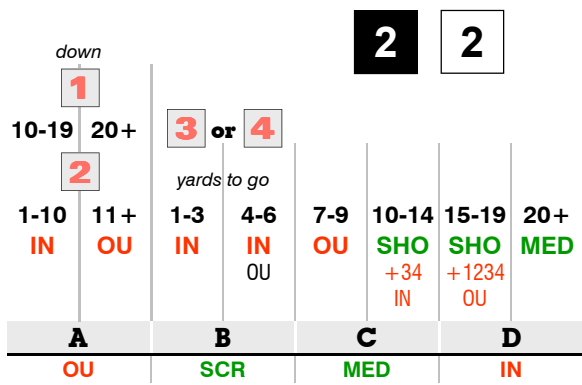 2 2
down
1
10-19 20+ 3 or 4
2 yards to go
1-10 11+ 1-3 4-6 7-9 10-14 15-19 20+
IN OU IN IN OU SHO SHO MED
OU +34 +1234
IN OU
A B C D
OU SCR MED IN